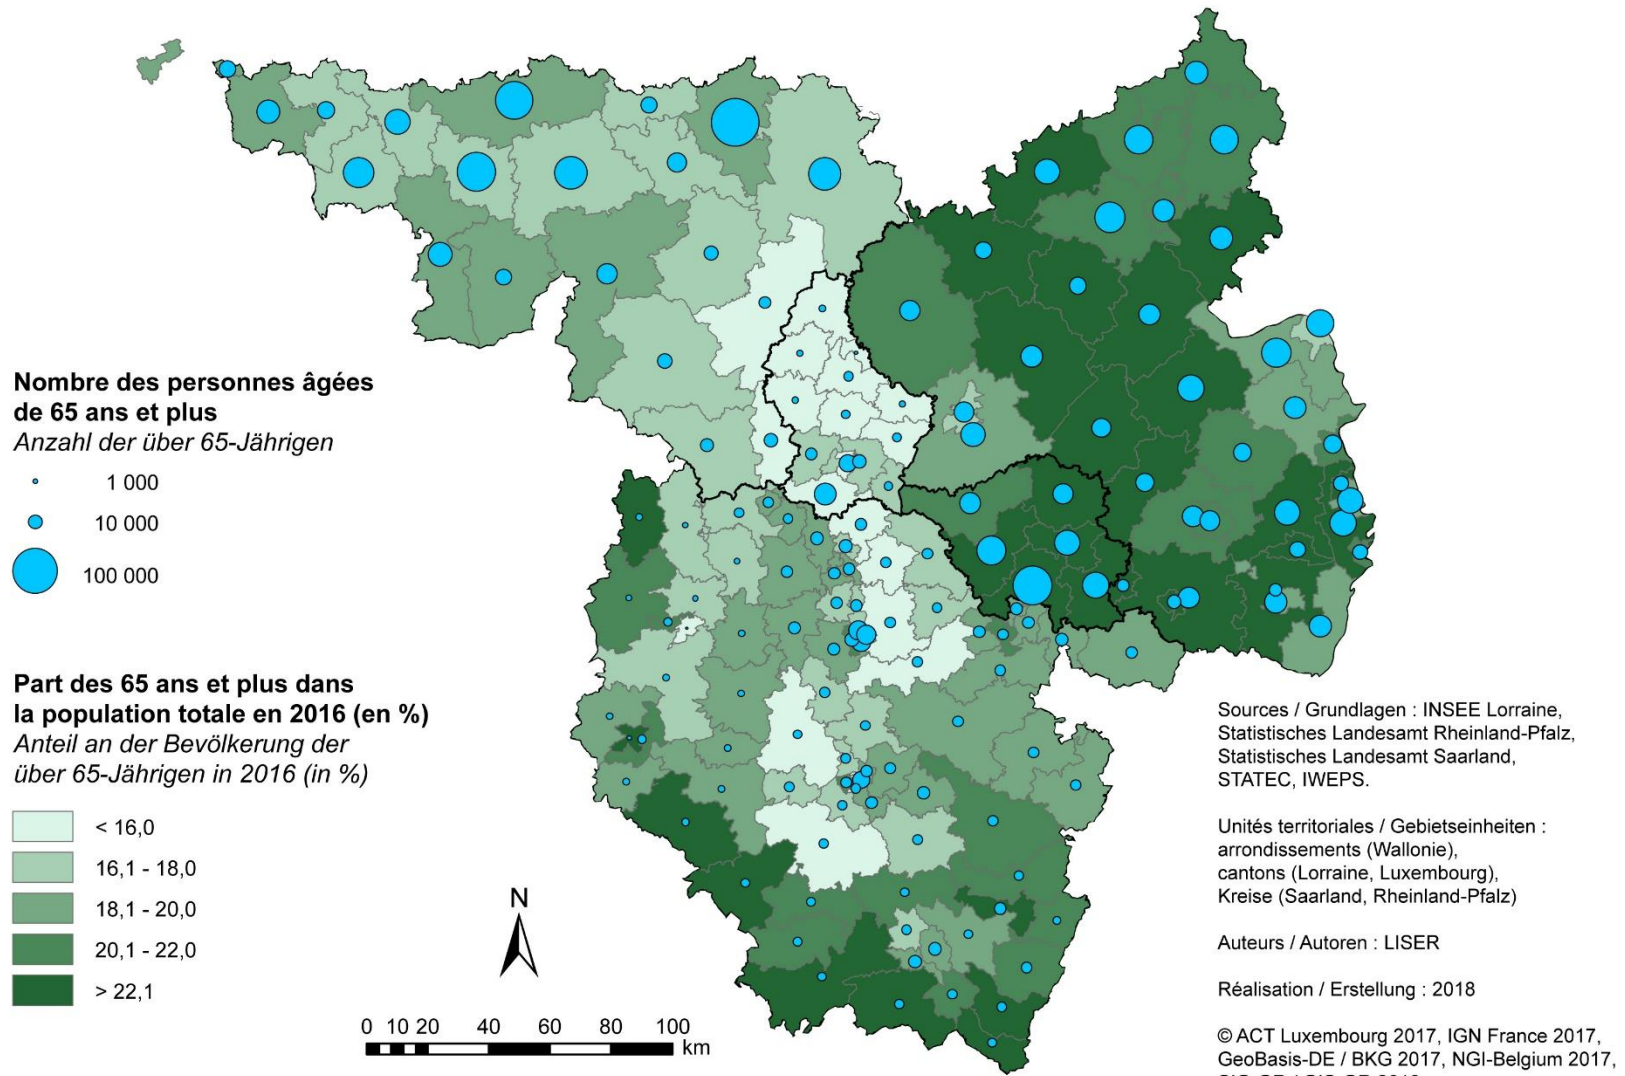 Nombre des personnes âgées
de 65 ans et plus
Anzahl der über 65-Jährigen
1 000
10 000
100 000
Part des 65 ans et plus dans
la population totale en 2016 (en %)
Anteil an der Bevölkerung der
über 65-Jährigen in 2016 (in %)
< 16,0
16,1 - 18,0
18,1 - 20,0
20,1 - 22,0
> 22,1
N
0 10 20 40 60 80 100
km
Sources / Grundlagen : INSEE Lorraine,
Statistisches Landesamt Rheinland-Pfalz,
Statistisches Landesamt Saarland,
STATEC, IWEPS.
Unités territoriales / Gebietseinheiten :
arrondissements (Wallonie),
cantons (Lorraine, Luxembourg),
Kreise (Saarland, Rheinland-Pfalz)
Auteurs / Autoren : LISER
Réalisation / Erstellung : 2018
© ACT Luxembourg 2017, IGN France 2017,
GeoBasis-DE / BKG 2017, NGI-Belgium 2017,